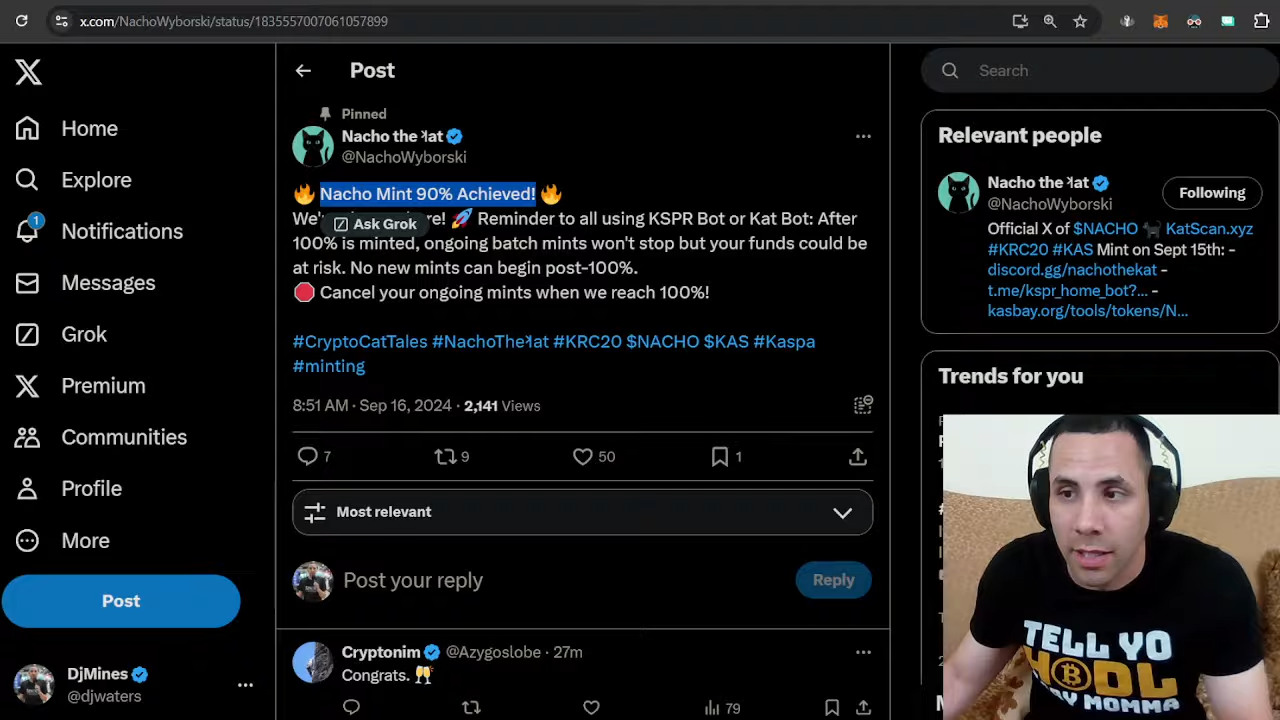 x.com/NachoWyborski/status/1835557007061057899
Home
Explore
1
Notifications
Messages
Grok
Premium
Communities
Profile
More
Post
DjMines
@djwaters
Post
Pinned
Nacho the ꓘat
@NachoWyborski
🔥 Nacho Mint 90% Achieved! 🔥
! 🚀 Reminder to all using KSPR Bot or Kat Bot: After
Ask Grok
100% is minted, ongoing batch mints won't stop but your funds could be
at risk. No new mints can begin post-100%.
🛑 Cancel your ongoing mints when we reach 100%!
#CryptoCatTales #NachoTheꓘat #KRC20 $NACHO $KAS #Kaspa
#minting
8:51 AM · Sep 16, 2024 · 2,141 Views
7 9 50 1
Most relevant
Post your reply
Reply
Cryptonim @Azygoslobe · 27m
Congrats. 🥂
79
Search
Relevant people
Nacho the ꓘat
@NachoWyborski
Following
Official X of $NACHO 🐈‍⬛ KatScan.xyz
#KRC20 #KAS Mint on Sept 15th: -
discord.gg/nachothekat -
t.me/kspr_home_bot?... -
kasbay.org/tools/tokens/N...
Trends for you
TELL YO
HODL
MOMMA